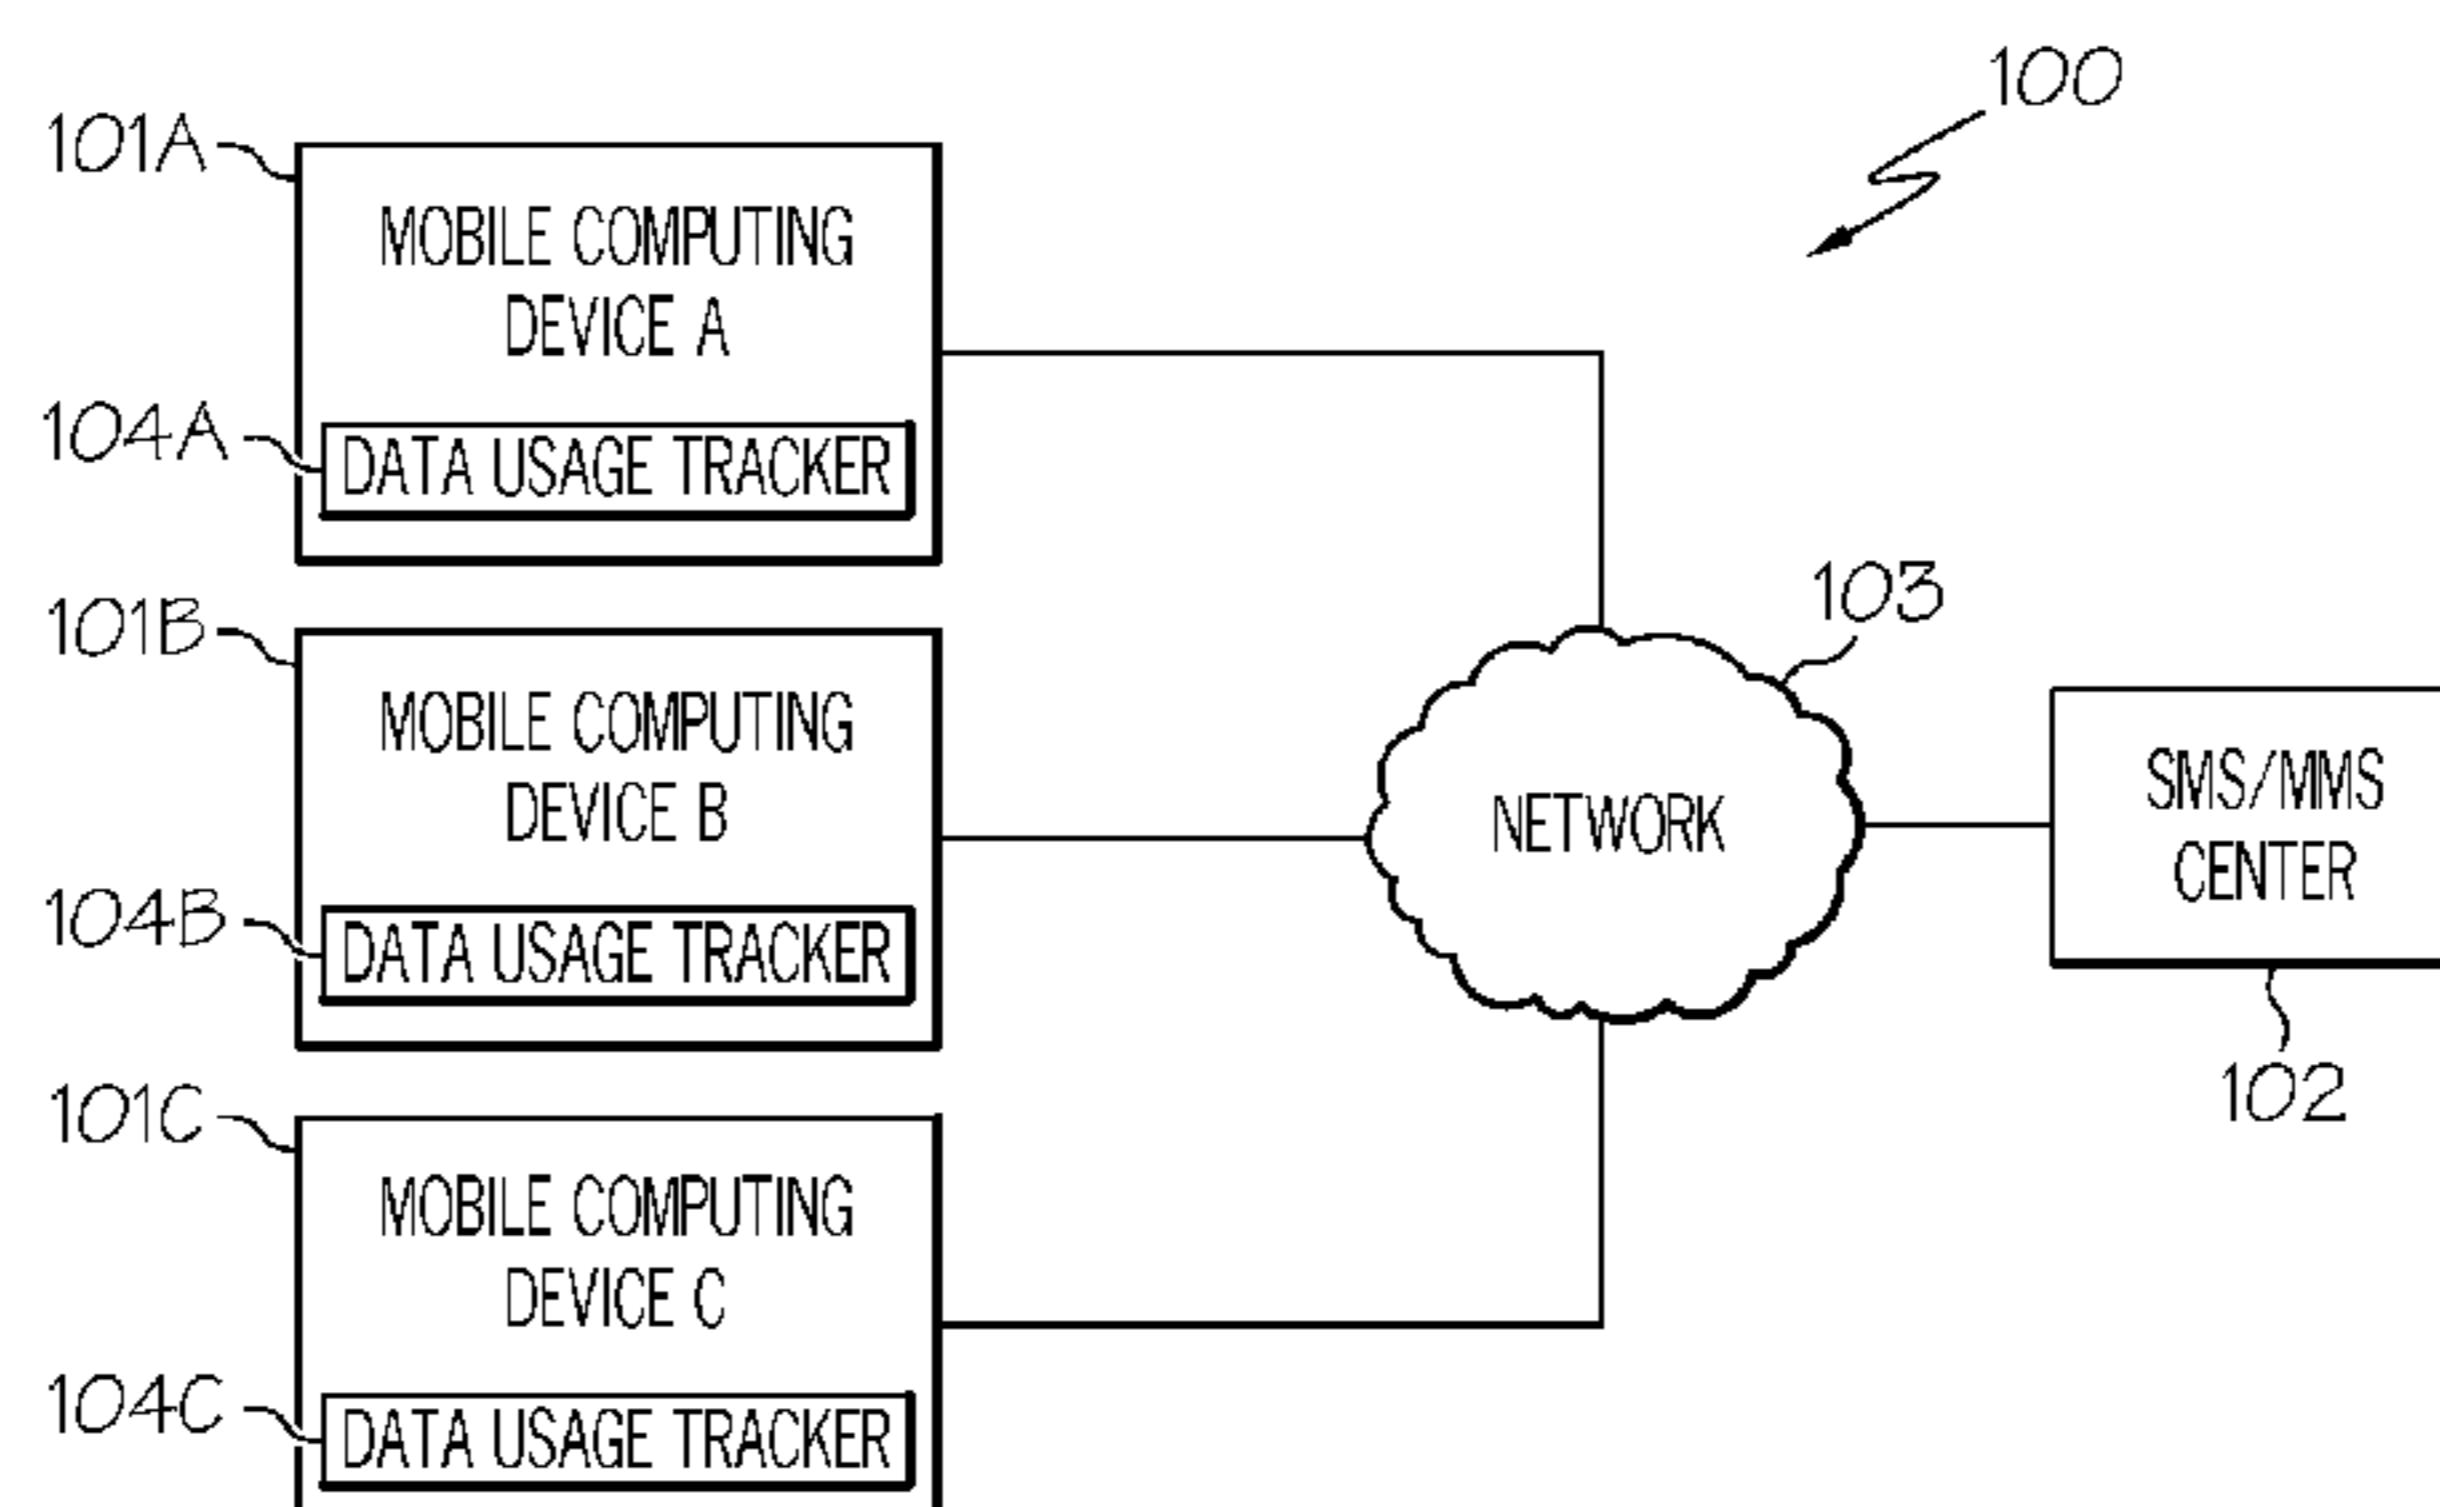 100
101A
MOBILE COMPUTING
DEVICE A
104A
DATA USAGE TRACKER
101B
MOBILE COMPUTING
DEVICE B
104B
DATA USAGE TRACKER
103
NETWORK
SMS/MMS
CENTER
102
101C
MOBILE COMPUTING
DEVICE C
104C
DATA USAGE TRACKER